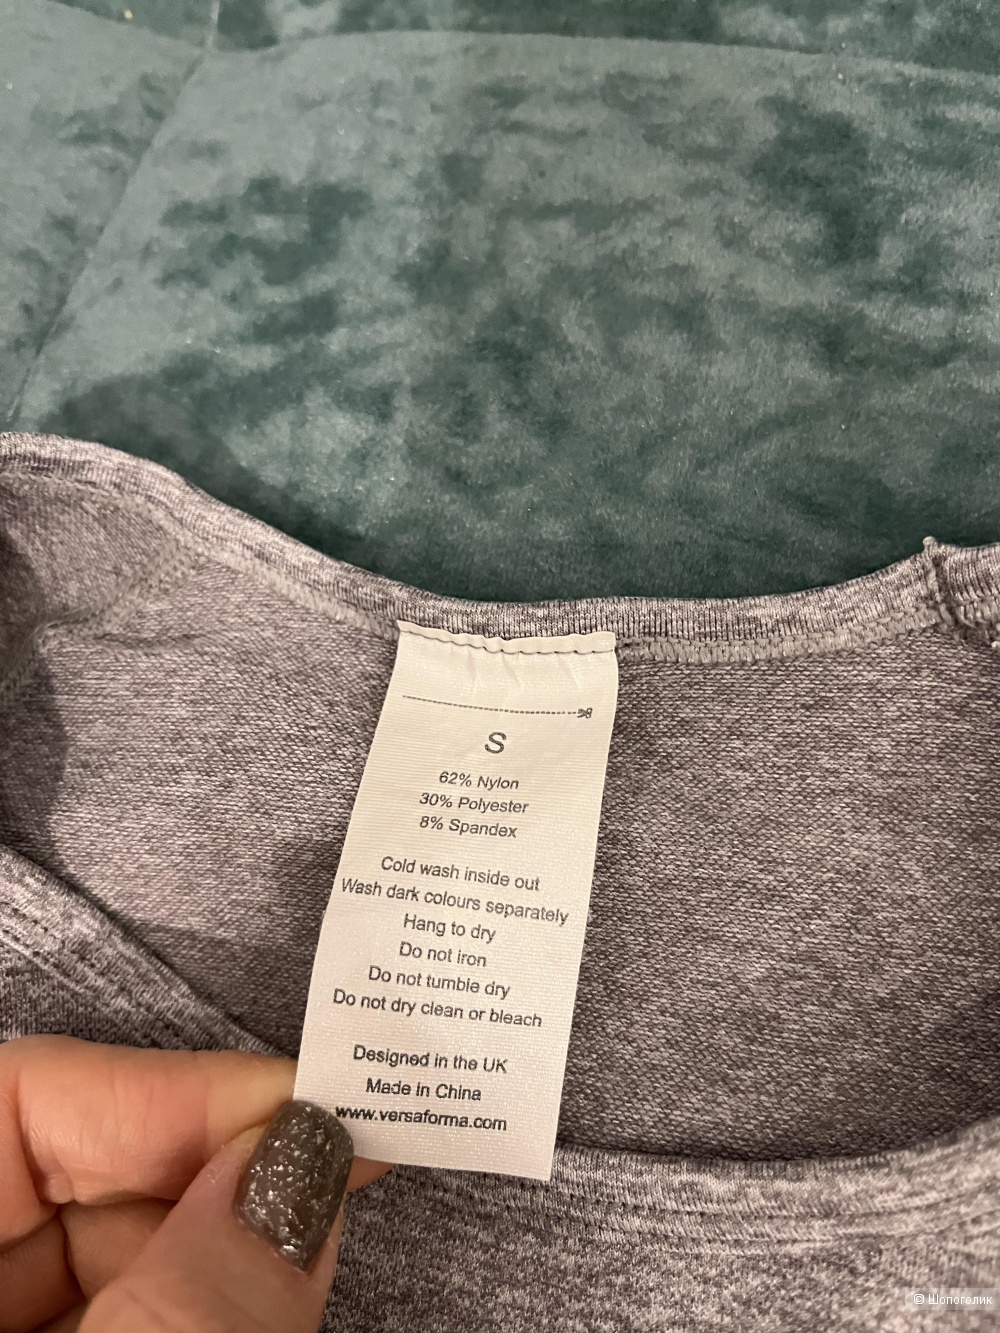 S
62% Nylon
30% Polyester
8% Spandex
Cold wash inside out
Wash dark colours separately
Hang to dry
Do not iron
Do not tumble dry
Do not dry clean or bleach
Designed in the UK
Made in China
www.versaforma.com
© Шопоголик